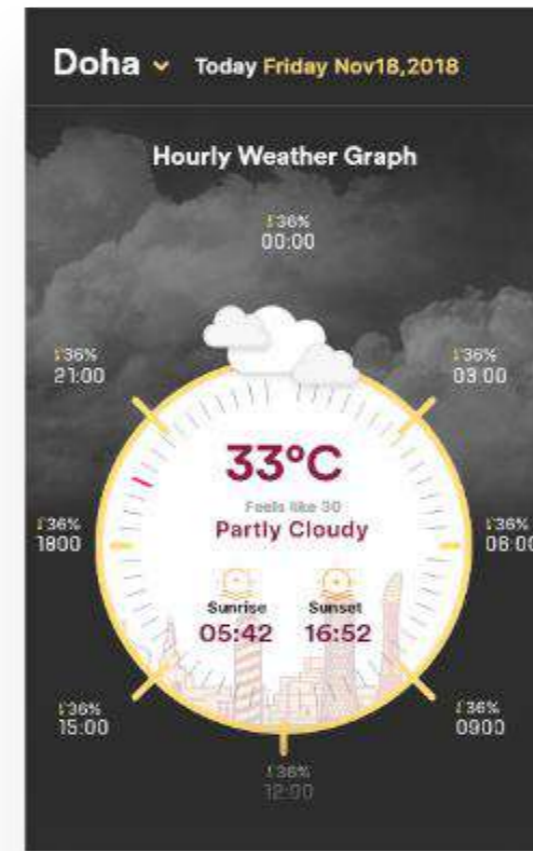 Doha Today Friday Nov18,2018
Hourly Weather Graph
36%
00:00
36%
21:00
36%
03:00
33°C
Feels like 30
Partly Cloudy
36%
1800
36%
06:00
Sunrise Sunset
05:42 16:52
36%
15:00
36%
0900
36%
12:00